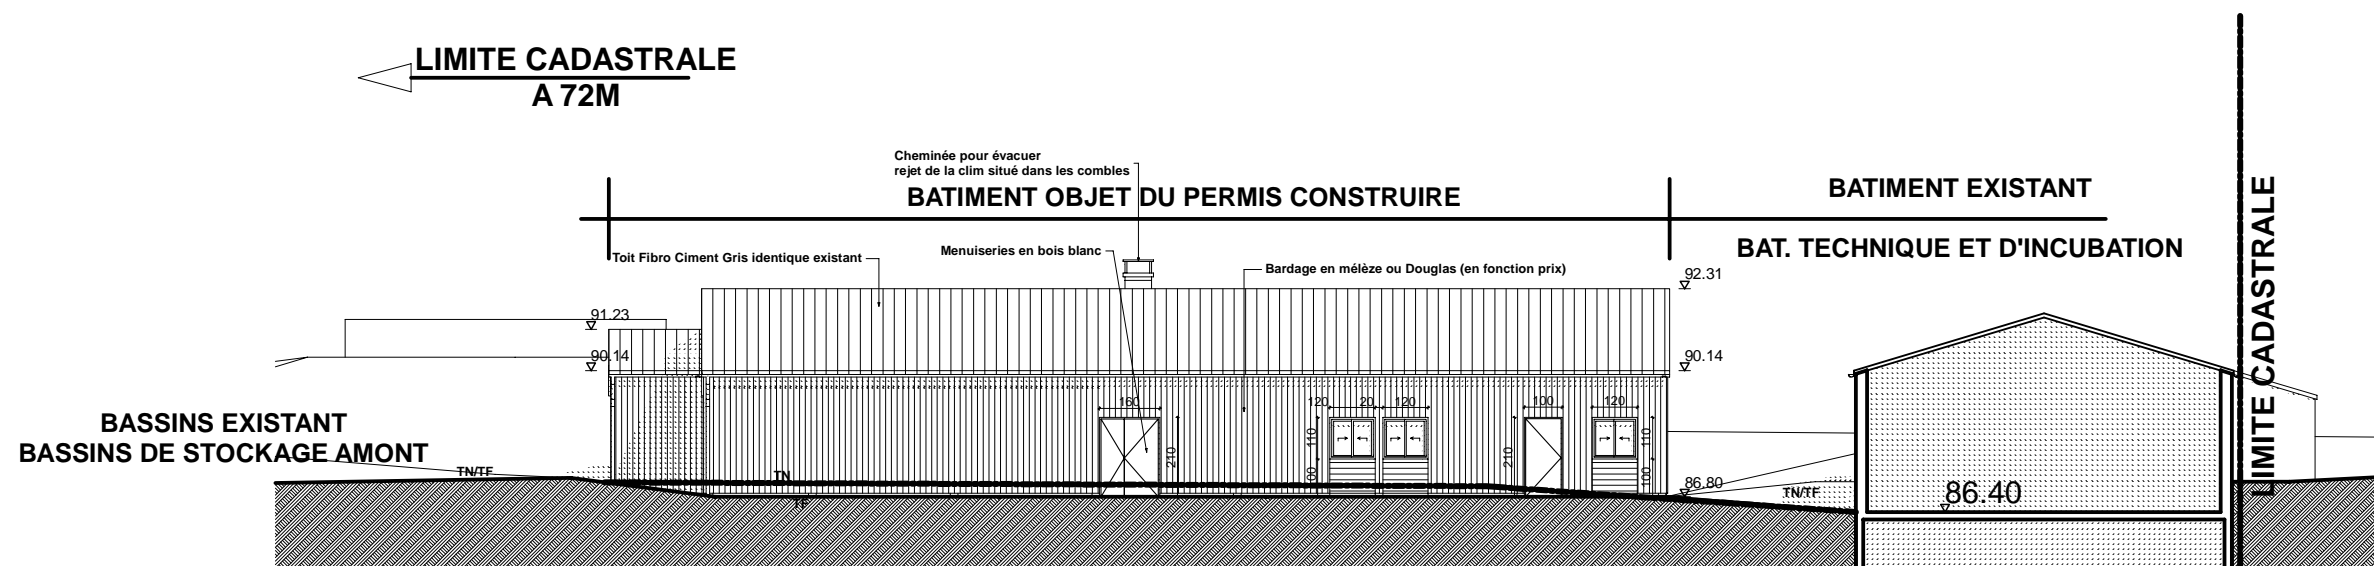 LIMITE CADASTRALE
A 72M
Cheminée pour évacuer
rejet de la clim situé dans les combles
BATIMENT OBJET DU PERMIS CONSTRUIRE
BATIMENT EXISTANT
BAT. TECHNIQUE ET D'INCUBATION
LIMITE CADASTRALE
Toit Fibro Ciment Gris identique existant
Menuiseries en bois blanc
Bardage en mélèze ou Douglas (en fonction prix)
92.31
91.23
90.14
90.14
160
120
20
120
100
120
110
110
210
210
100
100
BASSINS EXISTANT
BASSINS DE STOCKAGE AMONT
TN/TF
TN
TF
86.80
TN/TF
86.40